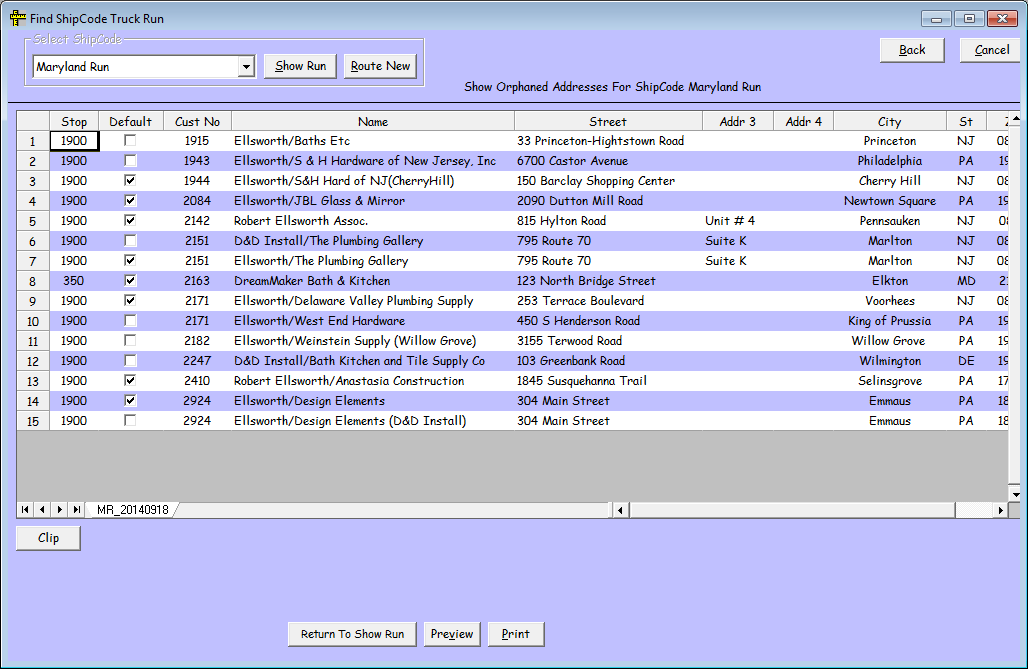 Find ShipCode Truck Run
Select ShipCode
Maryland Run
Show Run
Route New
Back
Cancel
Show Orphaned Addresses For ShipCode Maryland Run
Stop Default Cust No Name Street Addr 3 Addr 4 City St Z
1 1900 1915 Ellsworth/Baths Etc 33 Princeton-Hightstown Road Princeton NJ 08
2 1900 1943 Ellsworth/S & H Hardware of New Jersey, Inc 6700 Castor Avenue Philadelphia PA 19
3 1900 1944 Ellsworth/S&H Hard of NJ(CherryHill) 150 Barclay Shopping Center Cherry Hill NJ 08
4 1900 2084 Ellsworth/JBL Glass & Mirror 2090 Dutton Mill Road Newtown Square PA 19
5 1900 2142 Robert Ellsworth Assoc. 815 Hylton Road Unit # 4 Pennsauken NJ 08
6 1900 2151 D&D Install/The Plumbing Gallery 795 Route 70 Suite K Marlton NJ 08
7 1900 2151 Ellsworth/The Plumbing Gallery 795 Route 70 Suite K Marlton NJ 08
8 350 2163 DreamMaker Bath & Kitchen 123 North Bridge Street Elkton MD 21
9 1900 2171 Ellsworth/Delaware Valley Plumbing Supply 253 Terrace Boulevard Voorhees NJ 08
10 1900 2171 Ellsworth/West End Hardware 450 S Henderson Road King of Prussia PA 19
11 1900 2182 Ellsworth/Weinstein Supply (Willow Grove) 3155 Terwood Road Willow Grove PA 19
12 1900 2247 D&D Install/Bath Kitchen and Tile Supply Co 103 Greenbank Road Wilmington DE 19
13 1900 2410 Robert Ellsworth/Anastasia Construction 1845 Susquehanna Trail Selinsgrove PA 17
14 1900 2924 Ellsworth/Design Elements 304 Main Street Emmaus PA 18
15 1900 2924 Ellsworth/Design Elements (D&D Install) 304 Main Street Emmaus PA 18
MR_20140918
Clip
Return To Show Run
Preview
Print